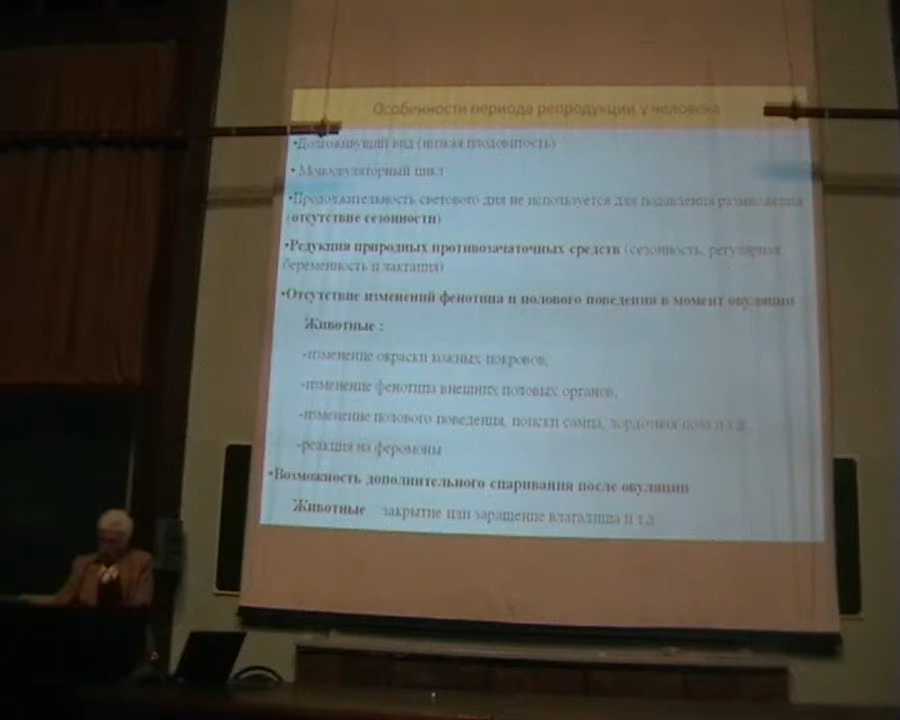 Особенности периода репродукции у человека
•Долгоживущий вид (низкая плодовитость)
• Моноовуляторный цикл
•Продолжительность светового дня не используется для подавления размножения
(отсутствие сезонности)
•Редукция природных противозачаточных средств (сезонность, регулярная
беременность и лактация)
•Отсутствие изменений фенотипа и полового поведения в момент овуляции
Животные :
-изменение окраски кожных покровов,
-изменение фенотипа внешних половых органов,
-изменение полового поведения, поиски самца, лордозная поза и т.д.
-реакция на феромоны
•Возможность дополнительного спаривания после овуляции
Животные закрытие или заращение влагалища и т.д